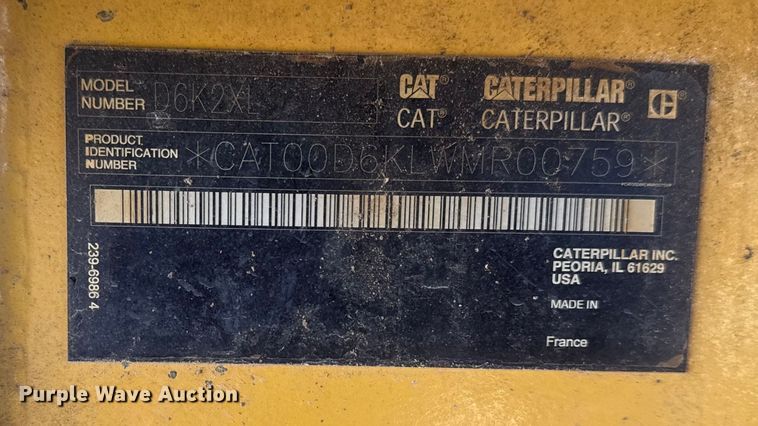 MODEL NUMBER D6K2XL
CAT® CATERPILLAR®
CAT® CATERPILLAR®
PRODUCT IDENTIFICATION NUMBER *CAT00D6KLWMR00759*
239-6986 4
CATERPILLAR INC.
PEORIA, IL 61629
USA
MADE IN
France
Purple Wave Auction